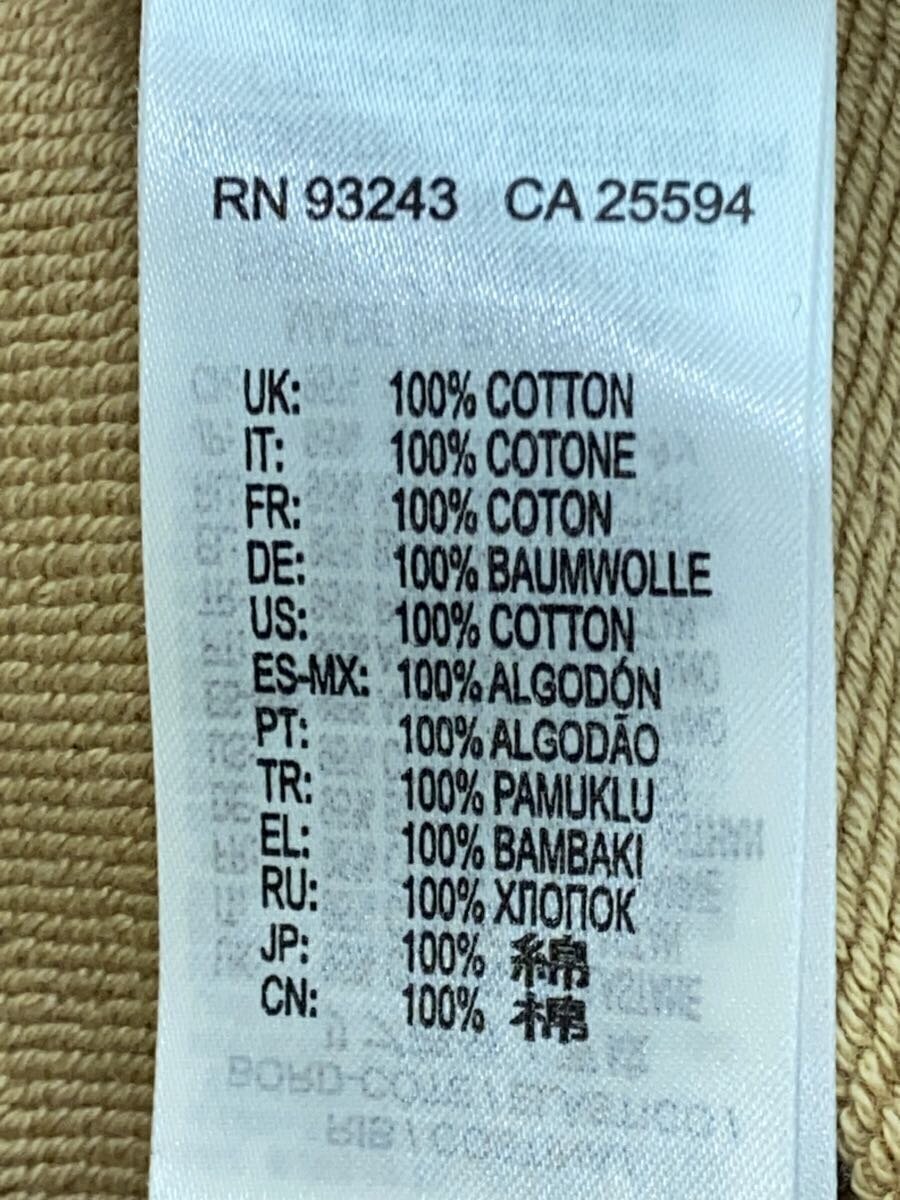 RN 93243 CA 25594
UK: 100% COTTON
IT: 100% COTONE
FR: 100% COTON
DE: 100% BAUMWOLLE
US: 100% COTTON
ES-MX: 100% ALGODÓN
PT: 100% ALGODÃO
TR: 100% PAMUKLU
EL: 100% BAMBAKI
RU: 100% ХЛОПОК
JP: 100% 綿
CN: 100% 棉